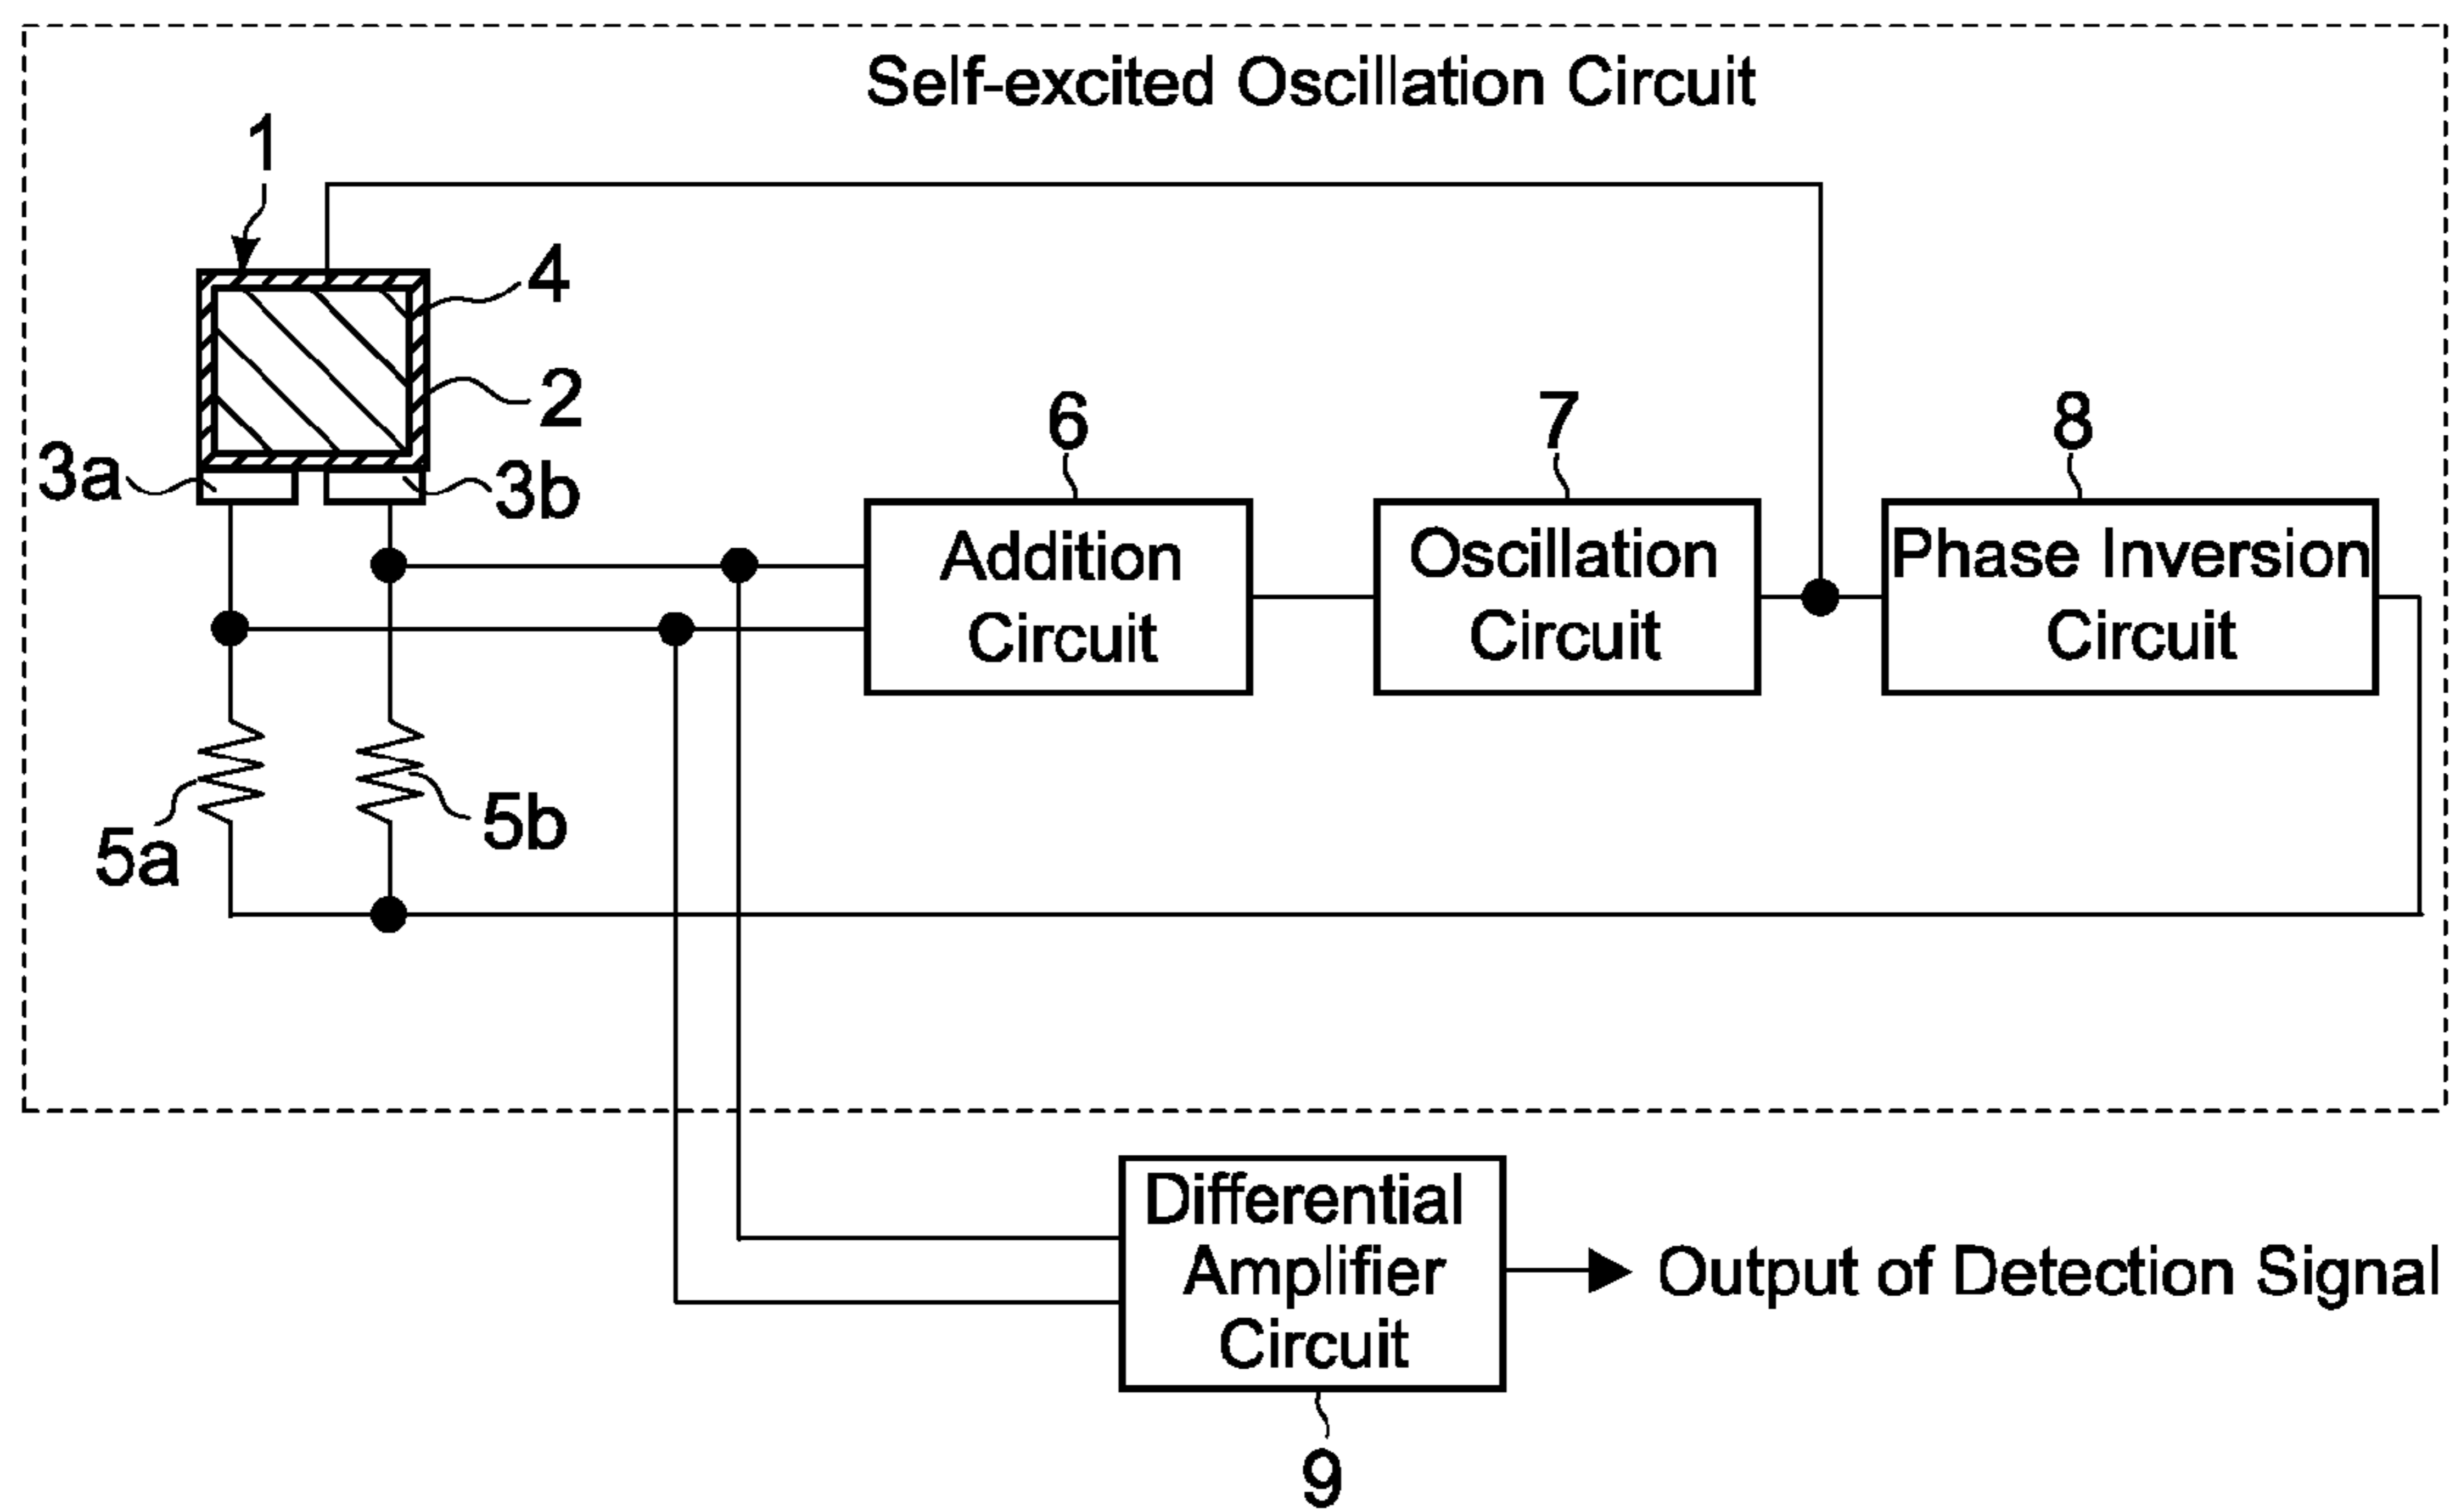 Self-excited Oscillation Circuit
1
4
2
3a
3b
6
7
8
Addition
Circuit
Oscillation
Circuit
Phase Inversion
Circuit
5a
5b
Differential
Amplifier
Circuit
Output of Detection Signal
9